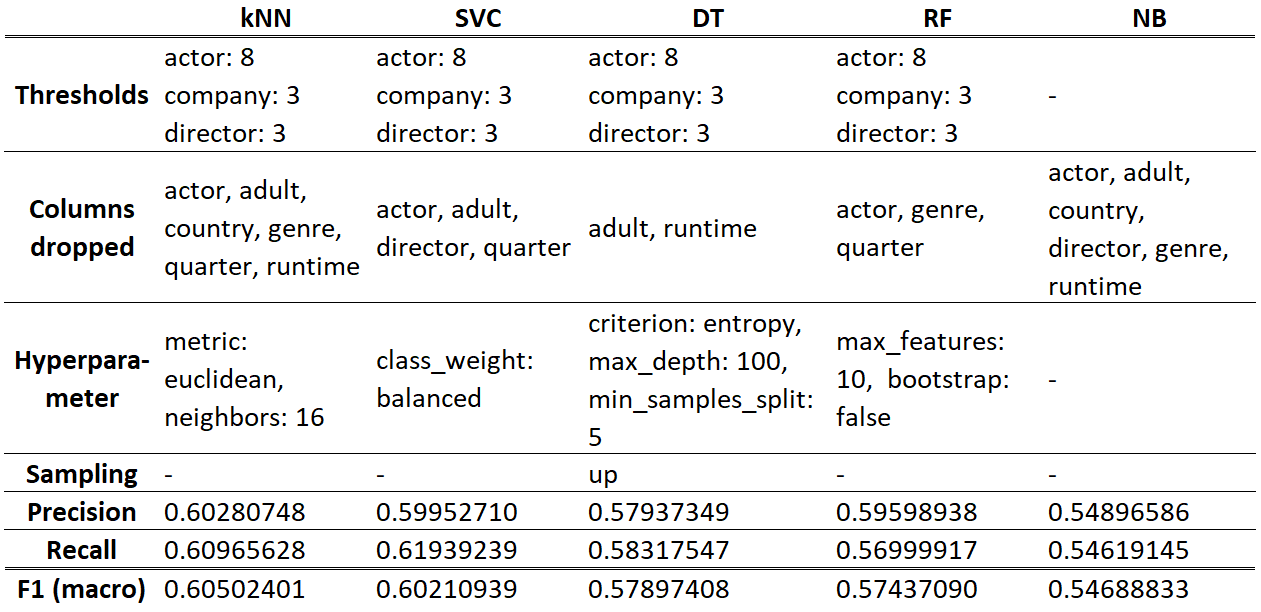 kNN SVC DT RF NB
Thresholds
actor: 8
company: 3
director: 3
actor: 8
company: 3
director: 3
actor: 8
company: 3
director: 3
actor: 8
company: 3
director: 3
-
Columns
dropped
actor, adult,
country, genre,
quarter, runtime
actor, adult,
director, quarter
adult, runtime
actor, genre,
quarter
actor, adult,
country,
director, genre,
runtime
Hyperpara-
meter
metric:
euclidean,
neighbors: 16
class_weight:
balanced
criterion: entropy,
max_depth: 100,
min_samples_split:
5
max_features:
10, bootstrap:
false
-
Sampling - - up - -
Precision 0.60280748 0.59952710 0.57937349 0.59598938 0.54896586
Recall 0.60965628 0.61939239 0.58317547 0.56999917 0.54619145
F1 (macro) 0.60502401 0.60210939 0.57897408 0.57437090 0.54688833